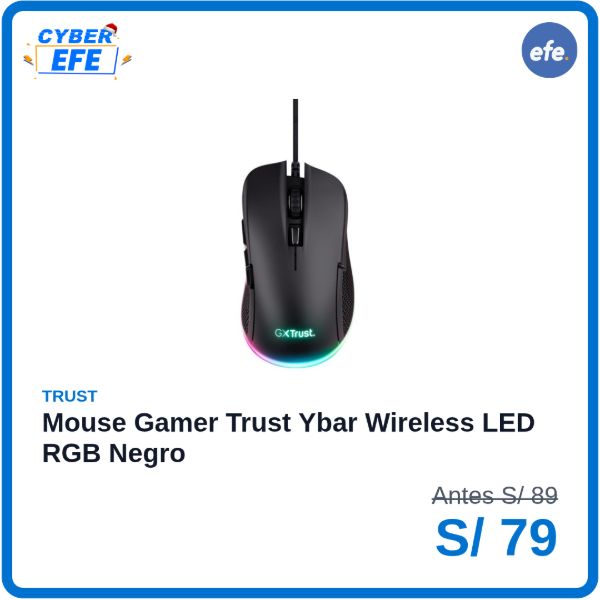 CYBER
EFE
efe.
GXTrust.
TRUST
Mouse Gamer Trust Ybar Wireless LED
RGB Negro
Antes S/ 89
S/ 79